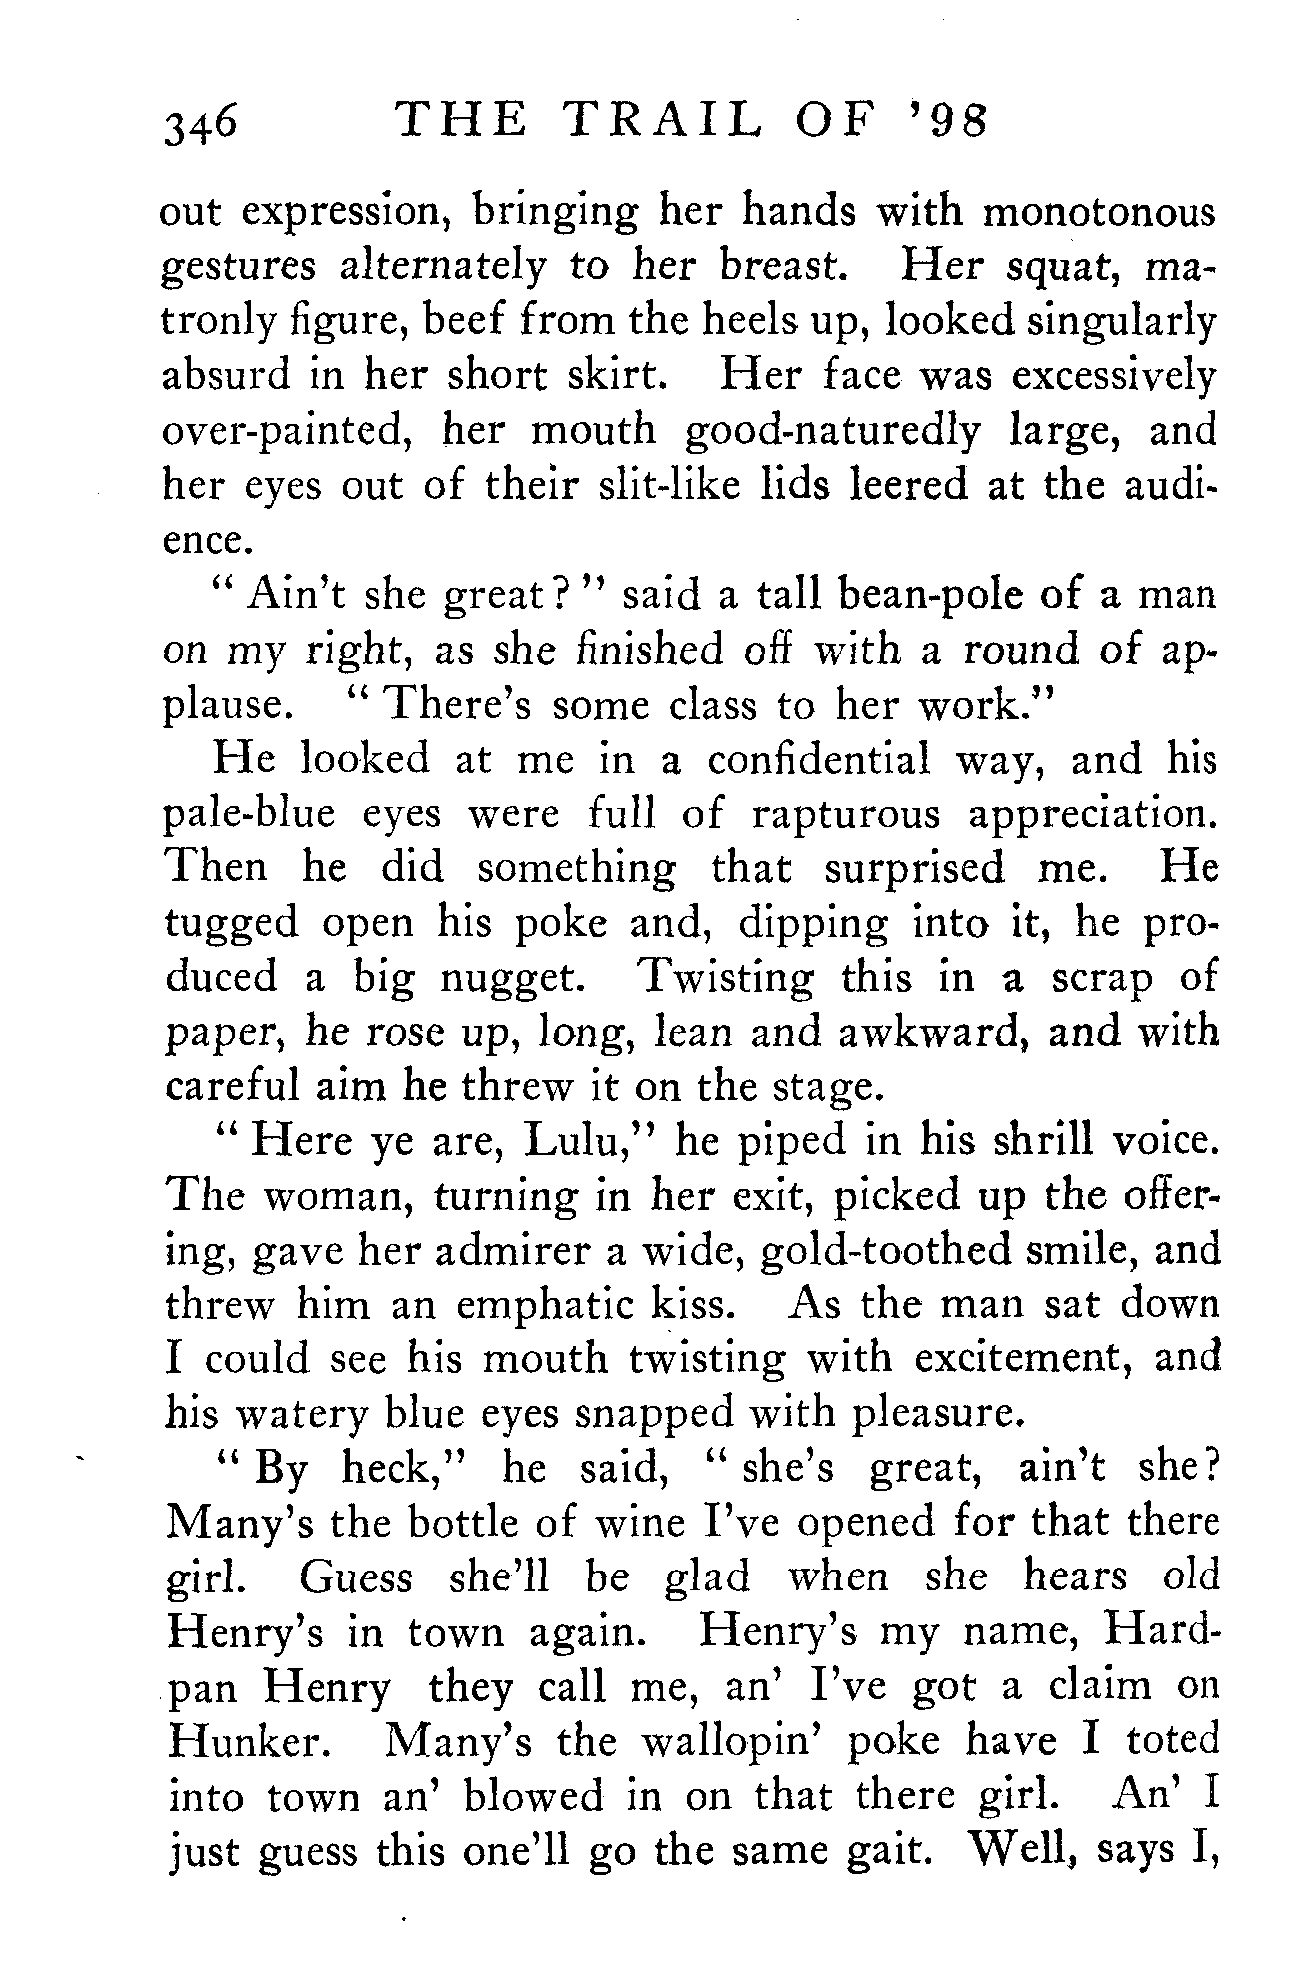 346 THE TRAIL OF '98
out expression, bringing her hands with monotonous
gestures alternately to her breast. Her squat, ma-
tronly figure, beef from the heels up, looked singularly
absurd in her short skirt. Her face was excessively
over-painted, her mouth good-naturedly large, and
her eyes out of their slit-like lids leered at the audi-
ence.
" Ain't she great ? " said a tall bean-pole of a man
on my right, as she finished off with a round of ap-
plause. " There's some class to her work."
He looked at me in a confidential way, and his
pale-blue eyes were full of rapturous appreciation.
Then he did something that surprised me. He
tugged open his poke and, dipping into it, he pro-
duced a big nugget. Twisting this in a scrap of
paper, he rose up, long, lean and awkward, and with
careful aim he threw it on the stage.
" Here ye are, Lulu," he piped in his shrill voice.
The woman, turning in her exit, picked up the offer-
ing, gave her admirer a wide, gold-toothed smile, and
threw him an emphatic kiss. As the man sat down
I could see his mouth twisting with excitement, and
his watery blue eyes snapped with pleasure.
" By heck," he said, " she's great, ain't she?
Many's the bottle of wine I've opened for that there
girl. Guess she'll be glad when she hears old
Henry's in town again. Henry's my name, Hard-
pan Henry they call me, an' I've got a claim on
Hunker. Many's the wallopin' poke have I toted
into town an' blowed in on that there girl. An' I
just guess this one'll go the same gait. Well, says I,